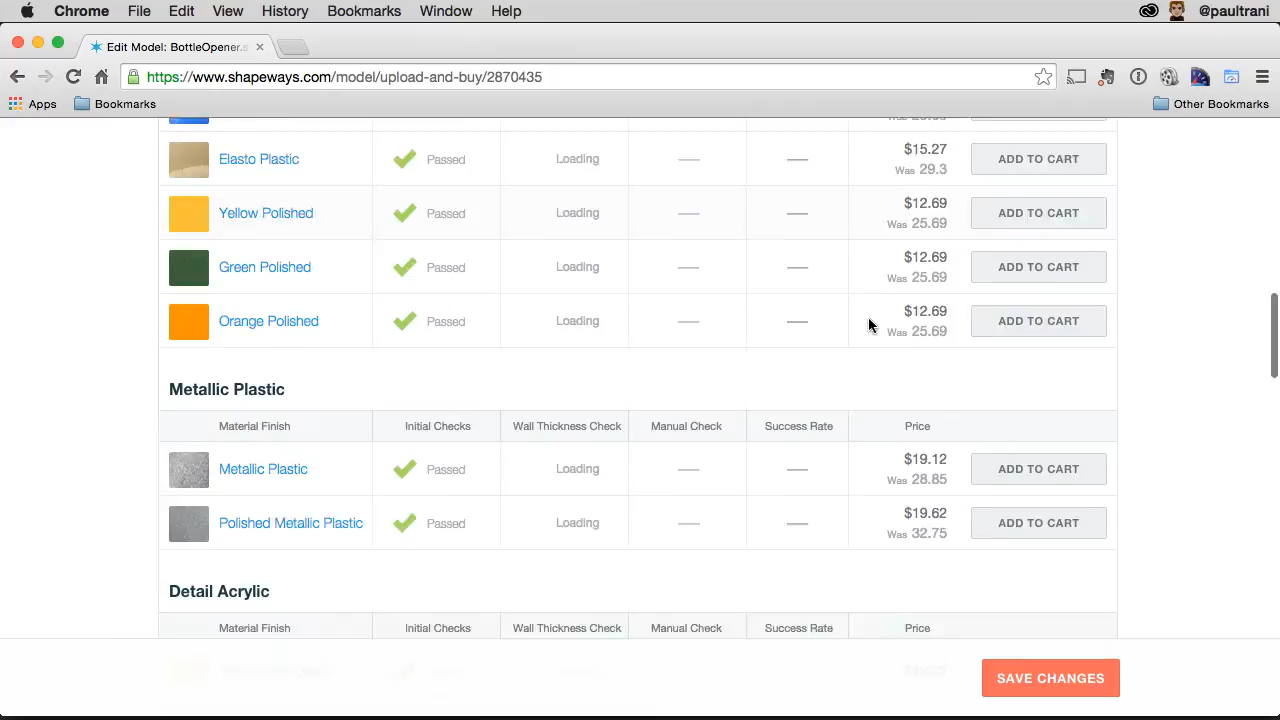 Chrome File Edit View History Bookmarks Window Help @paultrani
Edit Model: BottleOpener.s
https://www.shapeways.com/model/upload-and-buy/2870435
Apps Bookmarks Other Bookmarks
Elasto Plastic Passed Loading — — $15.27 ADD TO CART
Was 29.3
Yellow Polished Passed Loading — — $12.69 ADD TO CART
Was 25.69
Green Polished Passed Loading — — $12.69 ADD TO CART
Was 25.69
Orange Polished Passed Loading — — $12.69 ADD TO CART
Was 25.69
Metallic Plastic
Material Finish Initial Checks Wall Thickness Check Manual Check Success Rate Price
Metallic Plastic Passed Loading — — $19.12 ADD TO CART
Was 28.85
Polished Metallic Plastic Passed Loading — — $19.62 ADD TO CART
Was 32.75
Detail Acrylic
Material Finish Initial Checks Wall Thickness Check Manual Check Success Rate Price
SAVE CHANGES